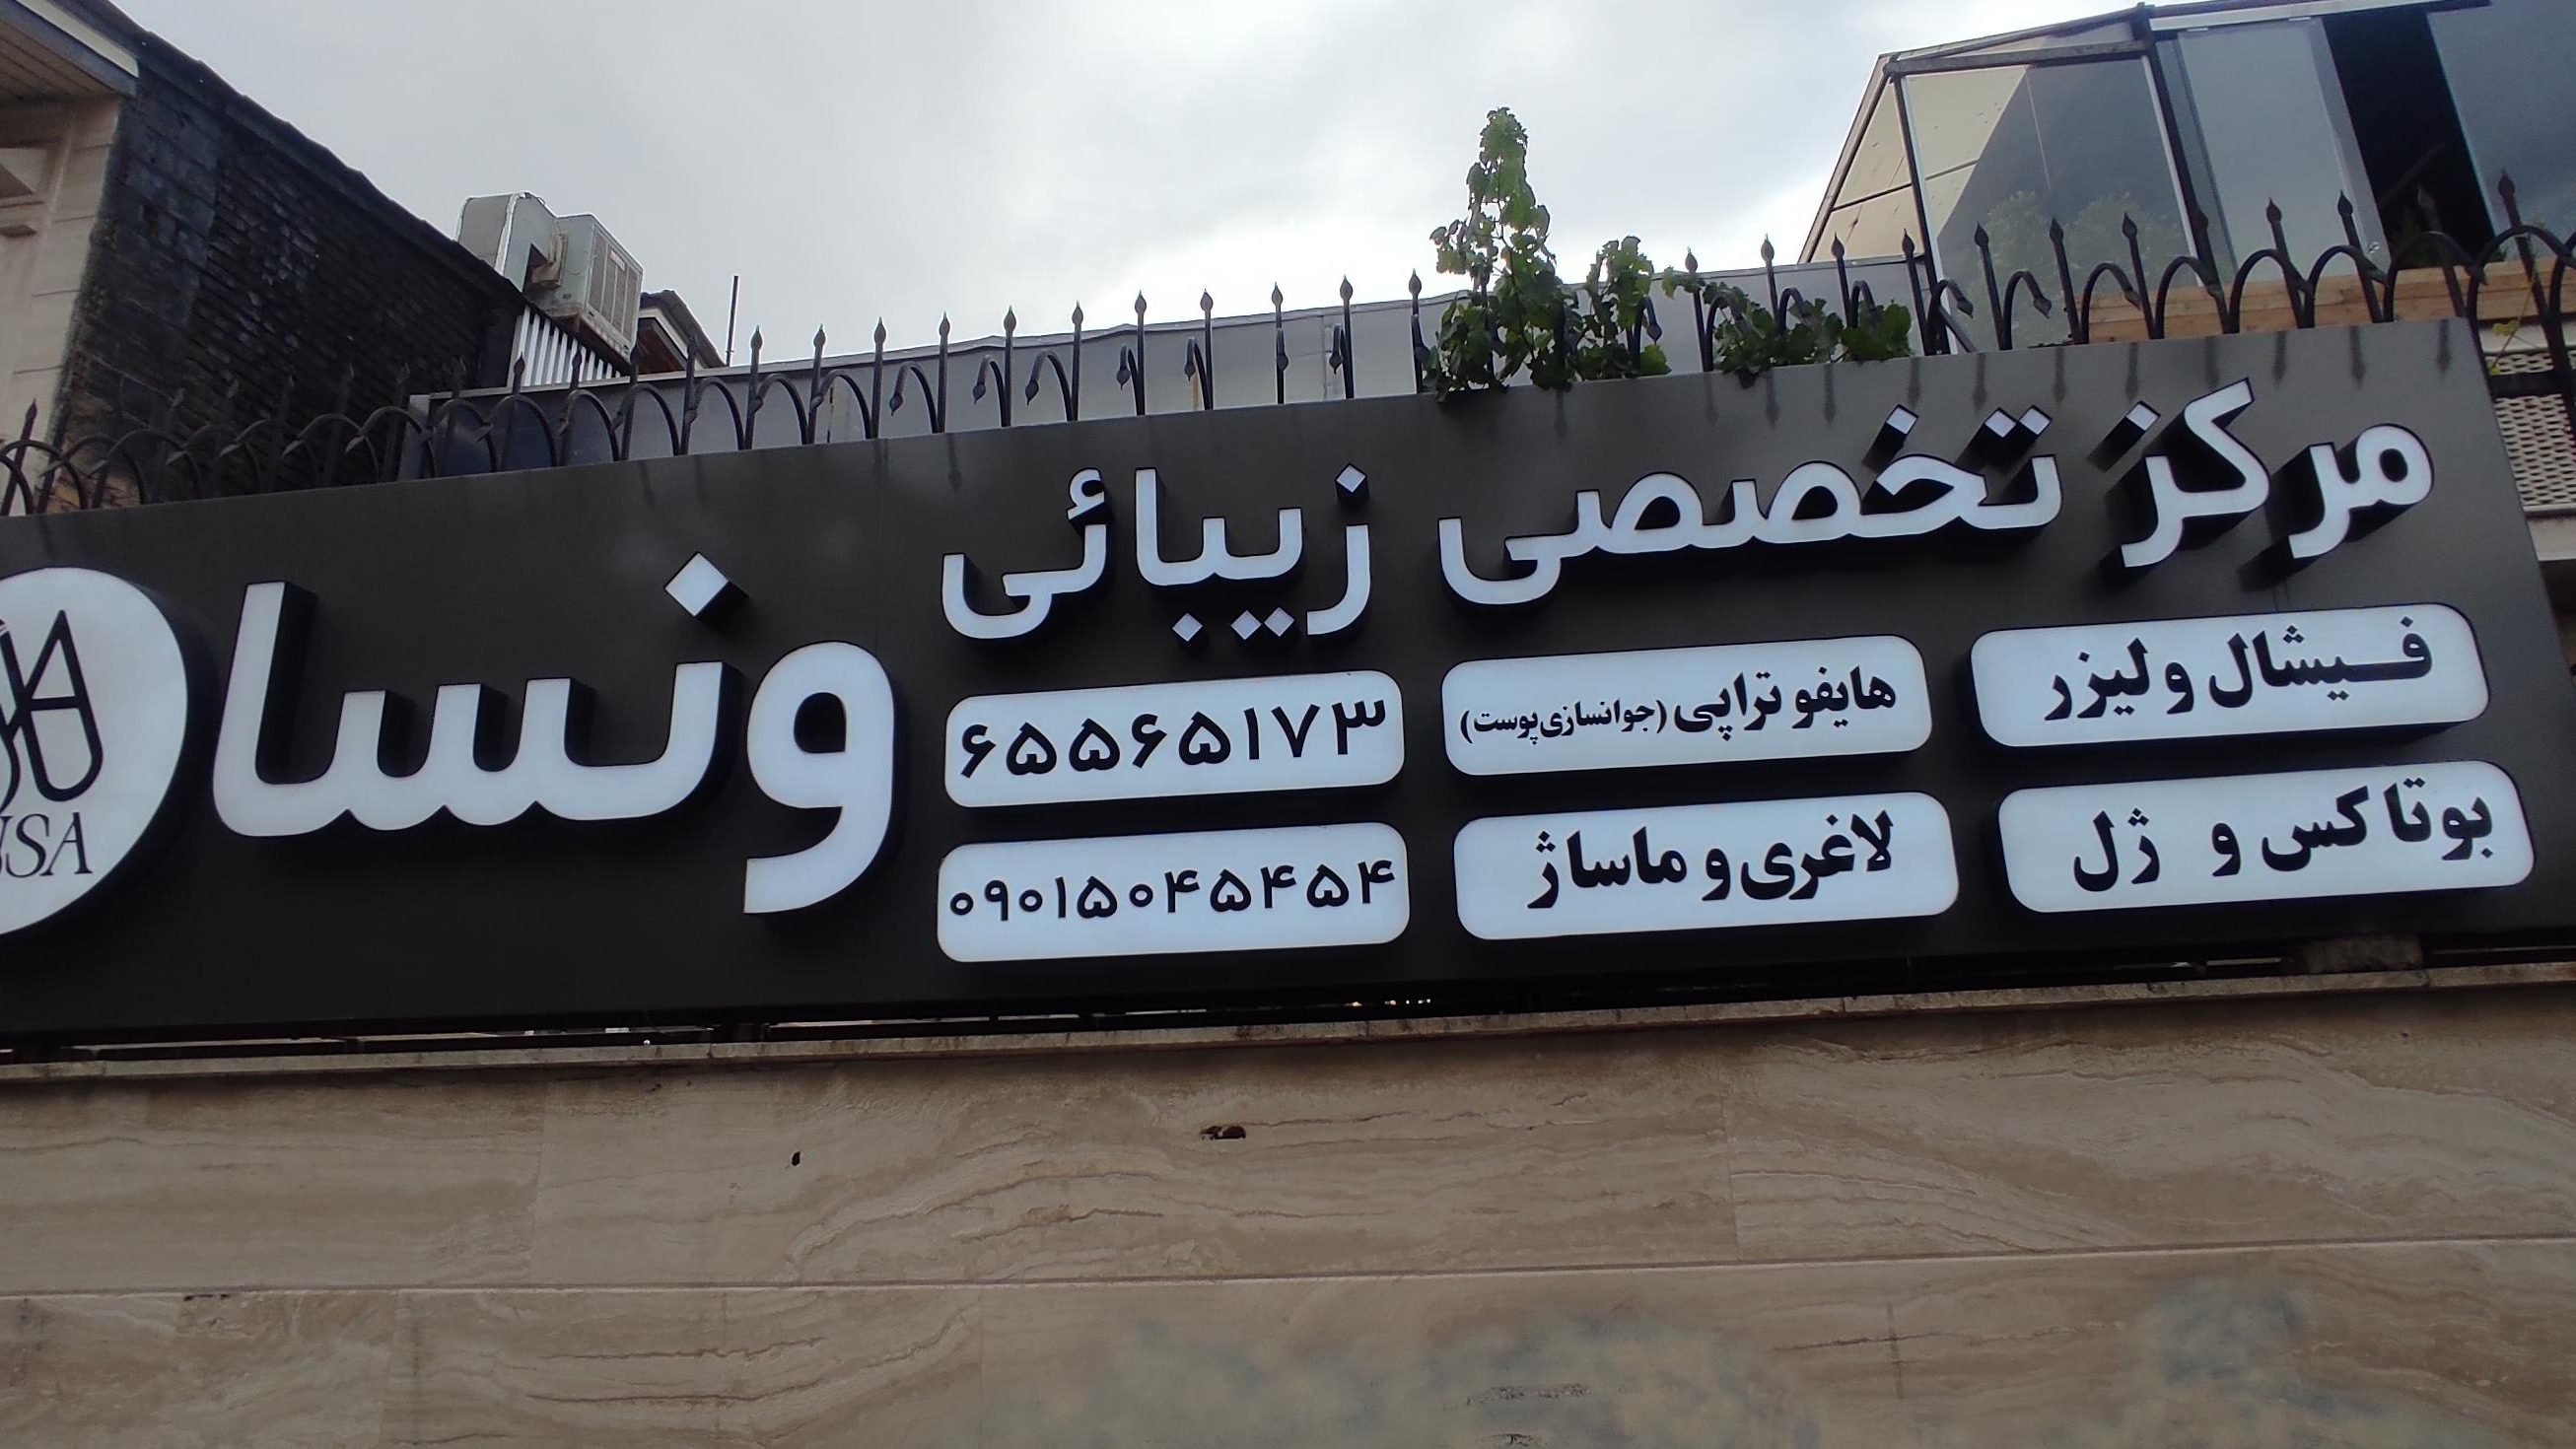 مرکز تخصصی زیبائی
ونسا
فیشال و لیزر
هایفو تراپی (جوانسازی پوست)
۶۵۵۶۵۱۷۳
بوتاکس و ژل
لاغری و ماساژ
۰۹۰۱۵۰۴۵۴۵۴